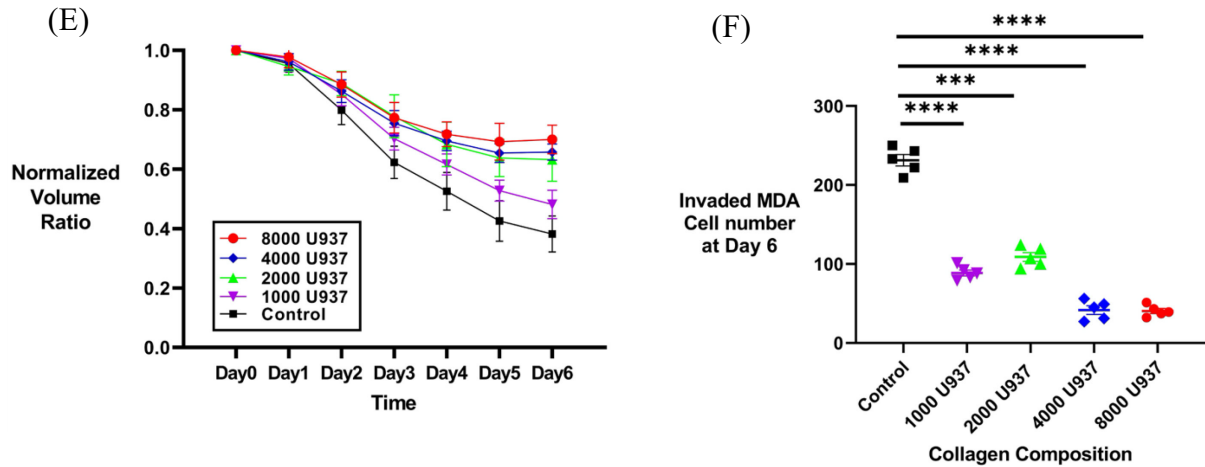 (E)
1.0
0.8
0.6
0.4
0.2
0.0
Normalized
Volume
Ratio
8000 U937
4000 U937
2000 U937
1000 U937
Control
Day0 Day1 Day2 Day3 Day4 Day5 Day6
Time
(F)
****
****
***
****
300
200
100
0
Invaded MDA
Cell number
at Day 6
Control
1000 U937
2000 U937
4000 U937
8000 U937
Collagen Composition